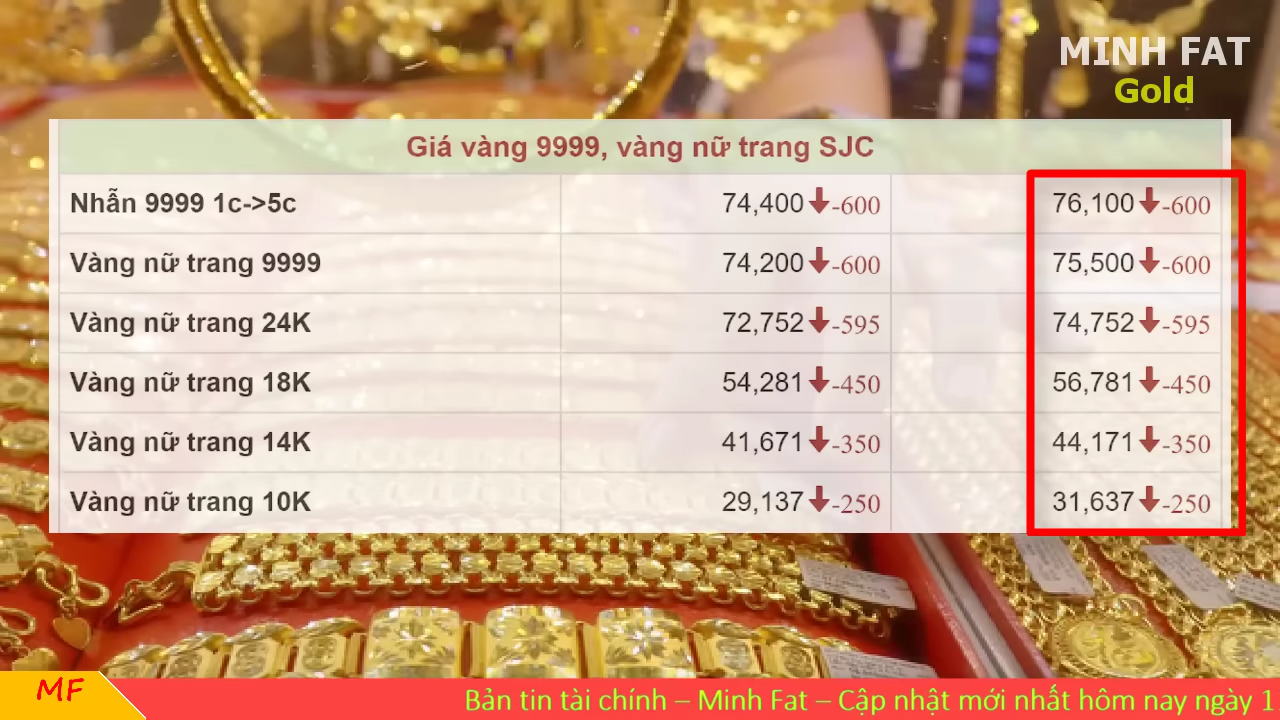 MINH FAT
Gold
Giá vàng 9999, vàng nữ trang SJC
Nhẫn 9999 1c->5c 74,400 -600 76,100 -600
Vàng nữ trang 9999 74,200 -600 75,500 -600
Vàng nữ trang 24K 72,752 -595 74,752 -595
Vàng nữ trang 18K 54,281 -450 56,781 -450
Vàng nữ trang 14K 41,671 -350 44,171 -350
Vàng nữ trang 10K 29,137 -250 31,637 -250
MF Bản tin tài chính – Minh Fat – Cập nhật mới nhất hôm nay ngày 1